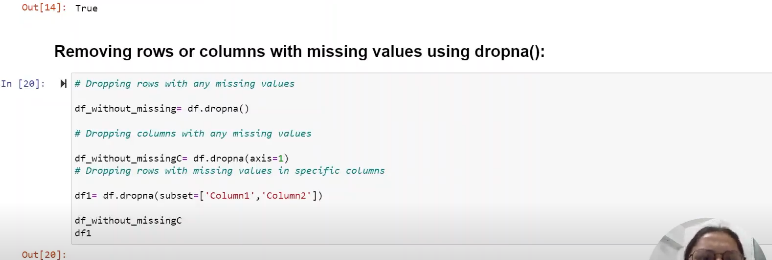 Out[14]: True
Removing rows or columns with missing values using dropna():
In [20]: # Dropping rows with any missing values
df_without_missing= df.dropna()
# Dropping columns with any missing values
df_without_missingC= df.dropna(axis=1)
# Dropping rows with missing values in specific columns
df1= df.dropna(subset=['Column1','Column2'])
df_without_missingC
df1
Out[20]: